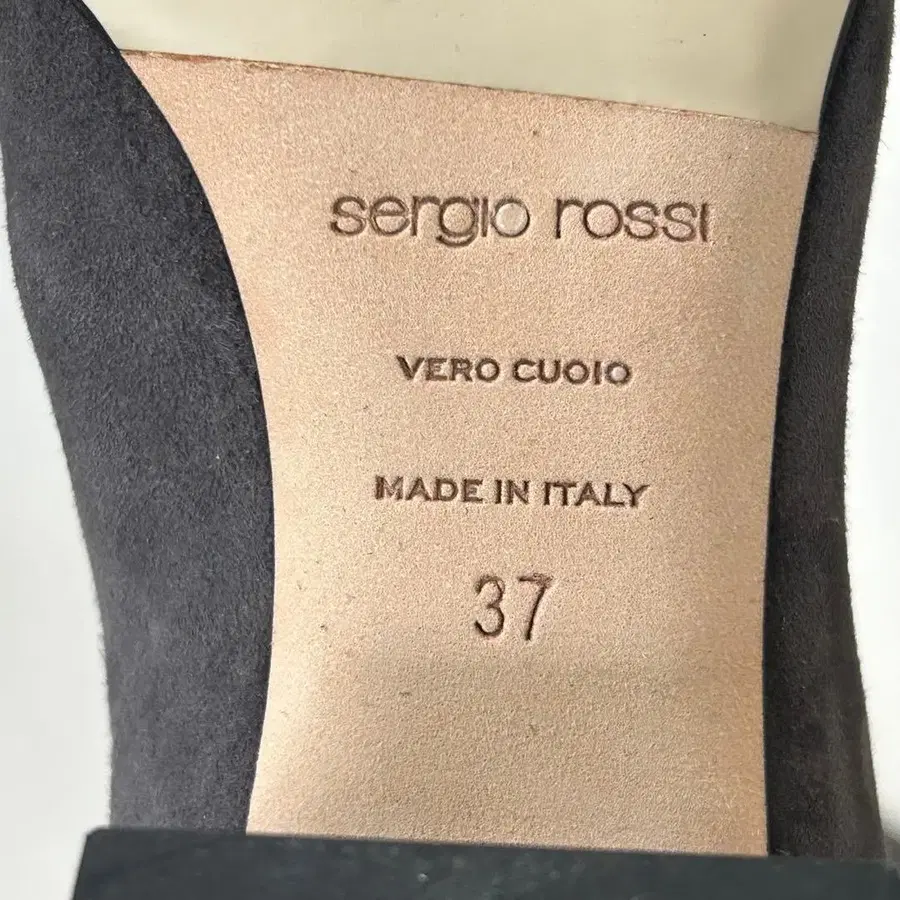 sergio rossi
VERO CUOIO
MADE IN ITALY
37